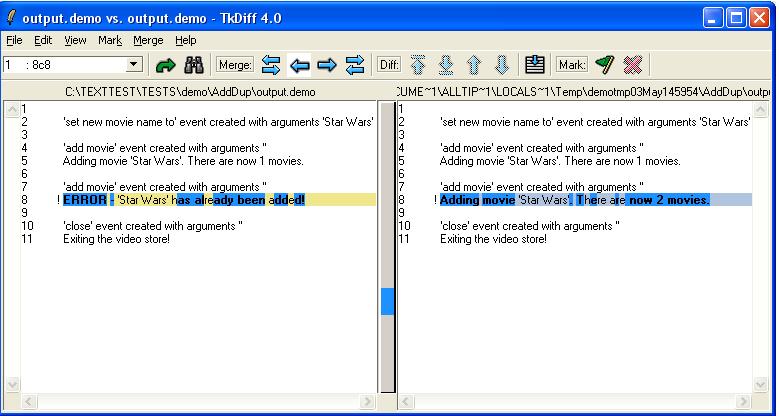 output.demo vs. output.demo - TkDiff 4.0
File Edit View Mark Merge Help
1 : 8c8 Merge: Diff: Mark:
C:\TEXTTEST\TESTS\demo\AddDup\output.demo
1
2 'set new movie name to' event created with arguments 'Star Wars'
3
4 'add movie' event created with arguments ''
5 Adding movie 'Star Wars'. There are now 1 movies.
6
7 'add movie' event created with arguments ''
8 ! ERROR - 'Star Wars' has already been added!
9
10 'close' event created with arguments ''
11 Exiting the video store!
CUME~1\ALLTIP~1\LOCALS~1\Temp\demotmp03May145954\AddDup\outpu
1
2 'set new movie name to' event created with arguments 'Star Wars'
3
4 'add movie' event created with arguments ''
5 Adding movie 'Star Wars'. There are now 1 movies.
6
7 'add movie' event created with arguments ''
8 ! Adding movie 'Star Wars'. There are now 2 movies.
9
10 'close' event created with arguments ''
11 Exiting the video store!